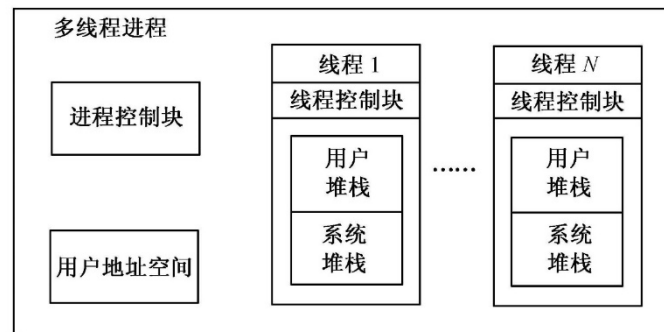 多线程进程
进程控制块
用户地址空间
线程 1
线程控制块
用户
堆栈
系统
堆栈
……
线程 N
线程控制块
用户
堆栈
系统
堆栈